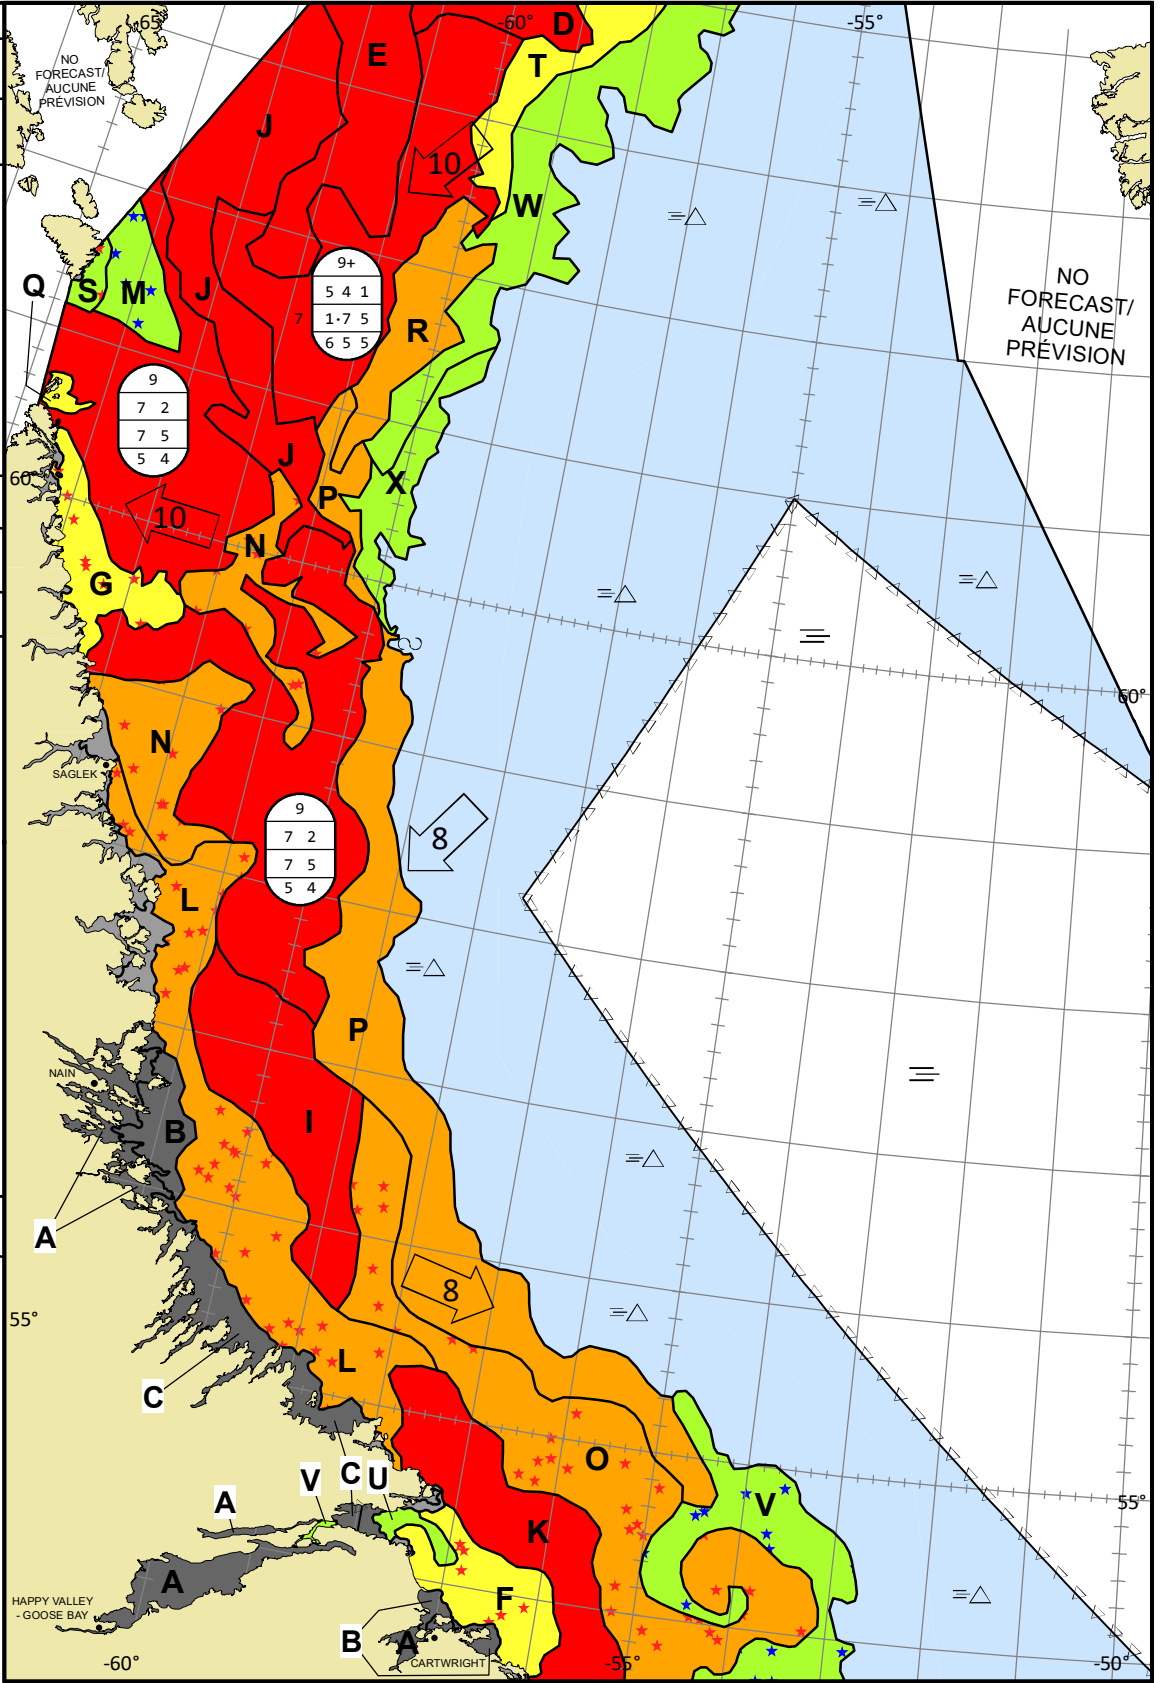 -65°
-60°
D
-55°
E
T
NO
FORECAST/
AUCUNE
PRÉVISION
J
10
W
NO
FORECAST/
AUCUNE
PRÉVISION
Q
S
M
J
9+
5 4 1
7
1·7 5
6 5 5
R
9
7 2
7 5
5 4
J
X
60°
P
10
N
G
60°
N
SAGLEK
9
7 2
7 5
5 4
8
L
P
NAIN
B
I
A
8
55°
L
C
O
V
C
U
A
V
55°
K
A
F
HAPPY VALLEY
- GOOSE BAY
B
A
CARTWRIGHT
-60°
-55°
-50°